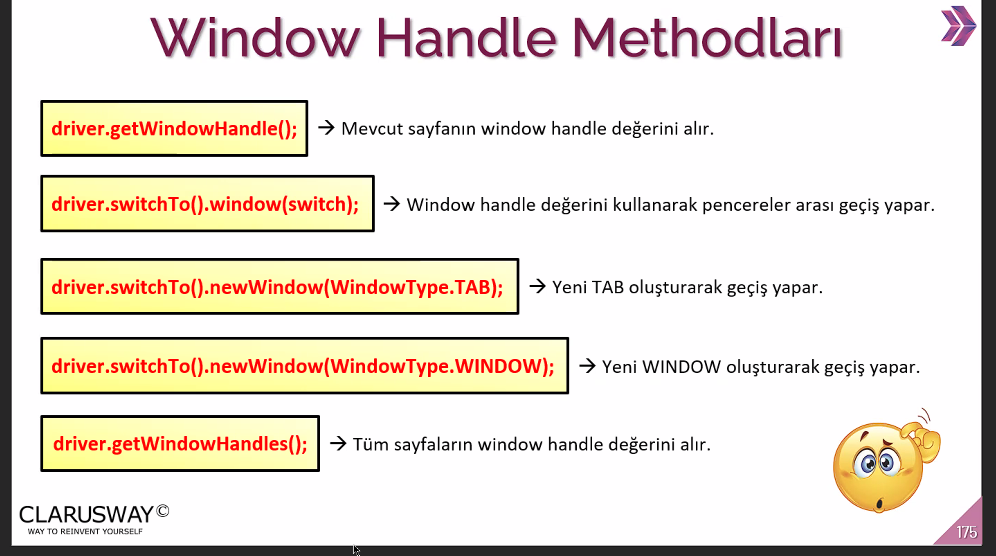 Window Handle Methodları
driver.getWindowHandle(); → Mevcut sayfanın window handle değerini alır.
driver.switchTo().window(switch); → Window handle değerini kullanarak pencereler arası geçiş yapar.
driver.switchTo().newWindow(WindowType.TAB); → Yeni TAB oluşturarak geçiş yapar.
driver.switchTo().newWindow(WindowType.WINDOW); → Yeni WINDOW oluşturarak geçiş yapar.
driver.getWindowHandles(); → Tüm sayfaların window handle değerini alır.
CLARUSWAY©
WAY TO REINVENT YOURSELF
175